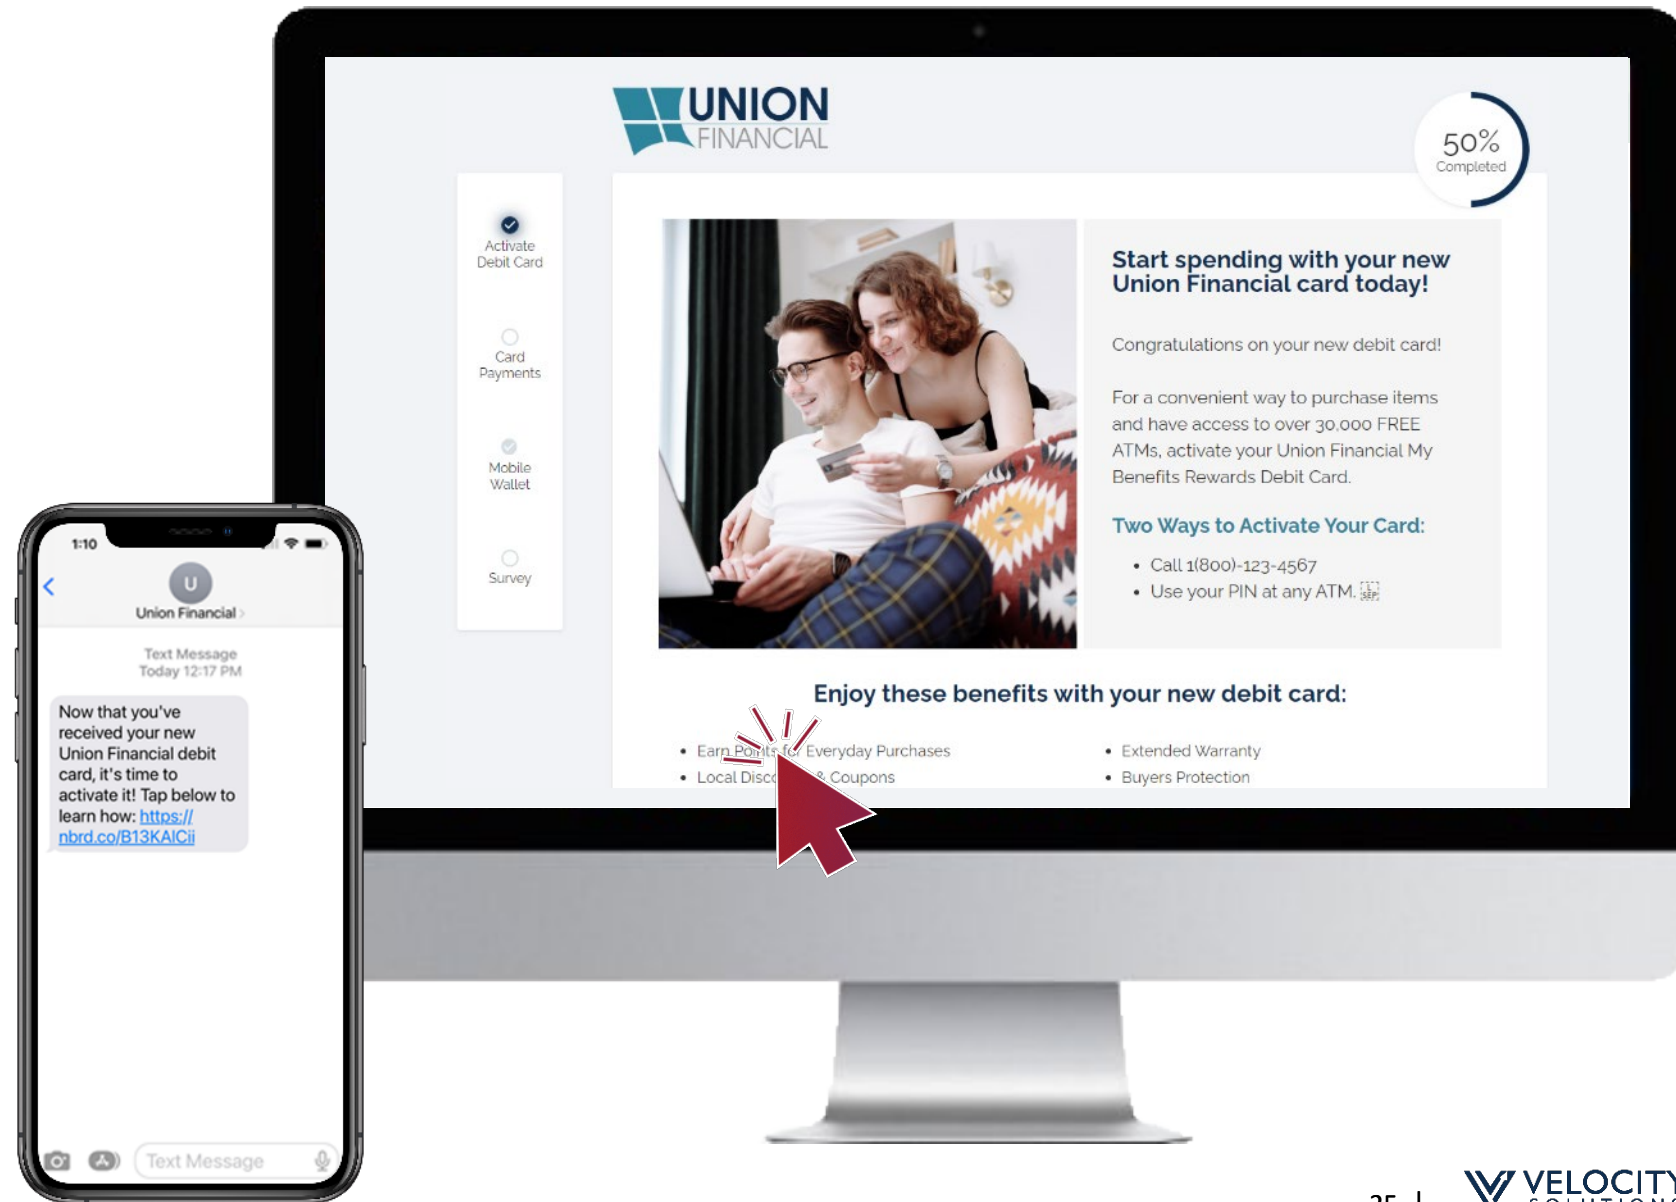 UNION
FINANCIAL
50%
Completed
Activate
Debit Card
Card
Payments
Mobile
Wallet
Survey
Start spending with your new
Union Financial card today!
Congratulations on your new debit card!
For a convenient way to purchase items
and have access to over 30,000 FREE
ATMs, activate your Union Financial My
Benefits Rewards Debit Card.
Two Ways to Activate Your Card:
• Call 1(800)-123-4567
• Use your PIN at any ATM. L SEP
Enjoy these benefits with your new debit card:
• Earn Points for Everyday Purchases
• Local & Coupons
• Extended Warranty
• Buyers Protection
1:10
U
Union Financial >
Text Message
Today 12:17 PM
Now that you've
received your new
Union Financial debit
card, it's time to
activate it! Tap below to
learn how: https://
nbrd.co/B13KAlCii
Text Message
25 |
VELOCITY